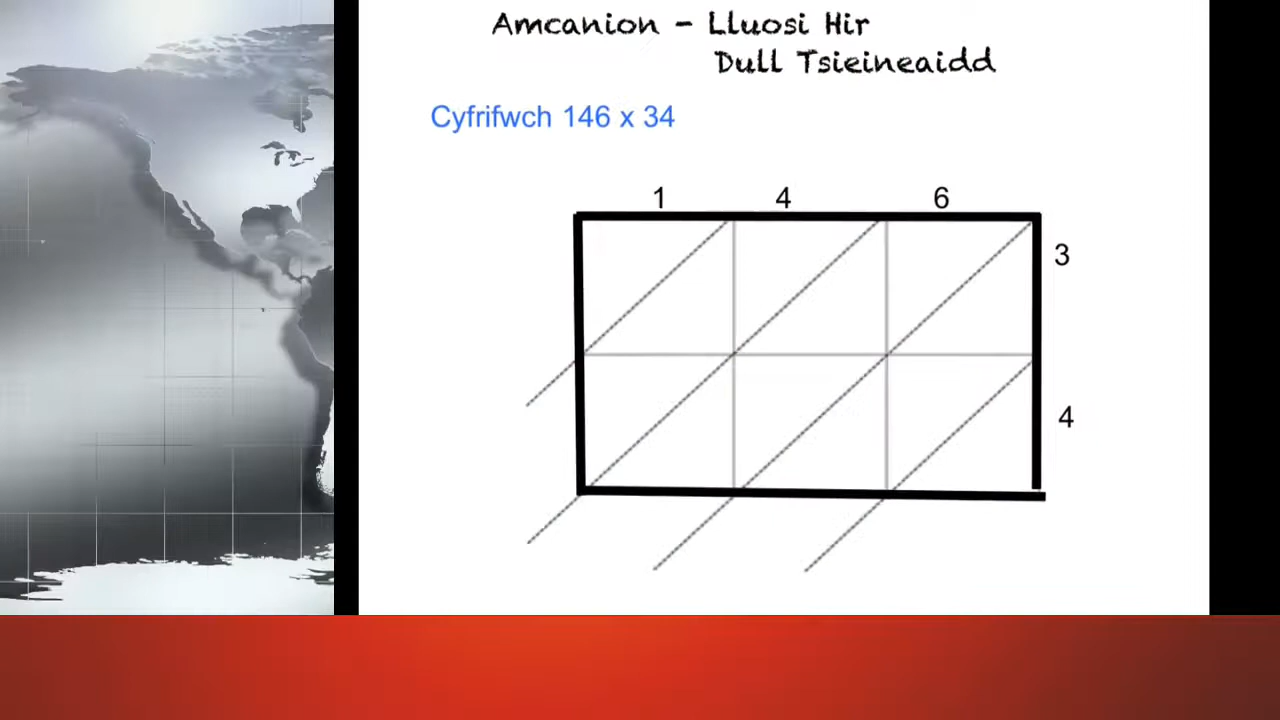 Amcanion - Lluosi Hir
Dull Tsieineaidd
Cyfrifwch 146 x 34
1 4 6
3
4